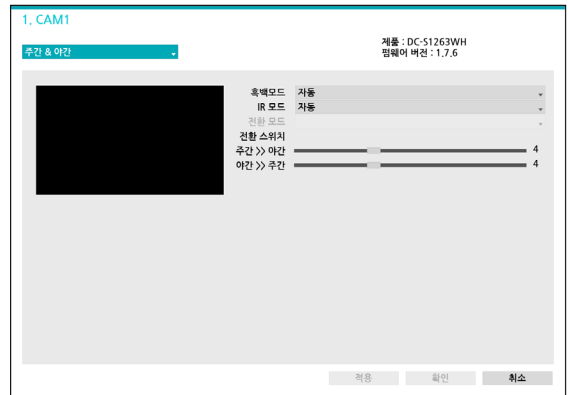 1. CAM1
제품 : DC-S1263WH
주간 & 야간
펌웨어 버전 : 1.7.6
흑백모드 자동
IR 모드 자동
전환 모드
전환 스위치
주간 >> 야간 4
야간 >> 주간 4
적용 확인 취소